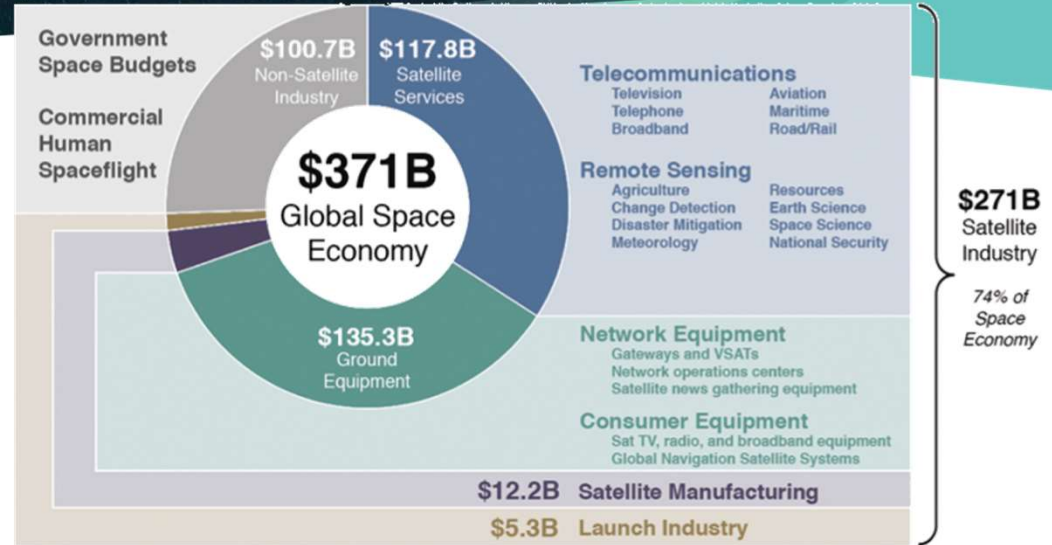 Government
Space Budgets
Commercial
Human
Spaceflight
$100.7B
Non-Satellite
Industry
$117.8B
Satellite
Services
$371B
Global Space
Economy
$135.3B
Ground
Equipment
Telecommunications
Television
Telephone
Broadband
Aviation
Maritime
Road/Rail
Remote Sensing
Agriculture
Change Detection
Disaster Mitigation
Meteorology
Resources
Earth Science
Space Science
National Security
Network Equipment
Gateways and VSATs
Network operations centers
Satellite news gathering equipment
Consumer Equipment
Sat TV, radio, and broadband equipment
Global Navigation Satellite Systems
$12.2B Satellite Manufacturing
$5.3B Launch Industry
$271B
Satellite
Industry
74% of
Space
Economy